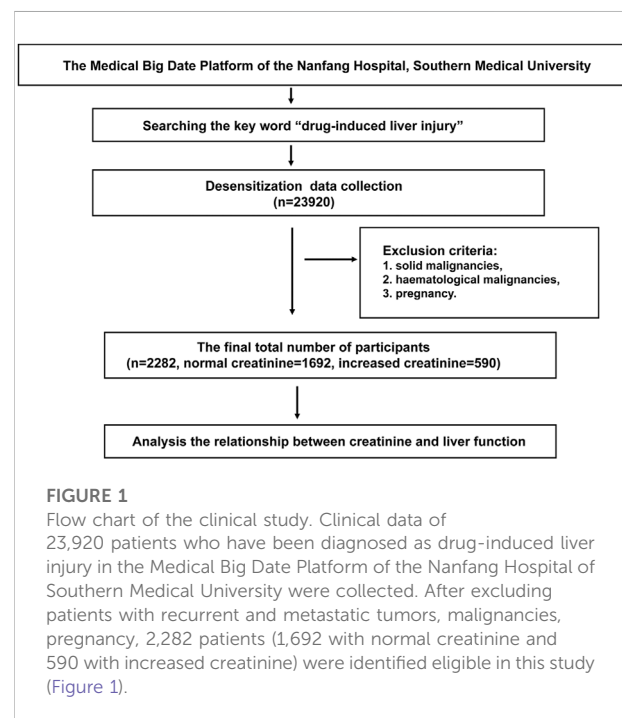 The Medical Big Date Platform of the Nanfang Hospital, Southern Medical University
Searching the key word “drug-induced liver injury”
Desensitization data collection
(n=23920)
Exclusion criteria:
1. solid malignancies,
2. haematological malignancies,
3. pregnancy.
The final total number of participants
(n=2282, normal creatinine=1692, increased creatinine=590)
Analysis the relationship between creatinine and liver function
FIGURE 1
Flow chart of the clinical study. Clinical data of
23,920 patients who have been diagnosed as drug-induced liver
injury in the Medical Big Date Platform of the Nanfang Hospital of
Southern Medical University were collected. After excluding
patients with recurrent and metastatic tumors, malignancies,
pregnancy, 2,282 patients (1,692 with normal creatinine and
590 with increased creatinine) were identified eligible in this study
(Figure 1).